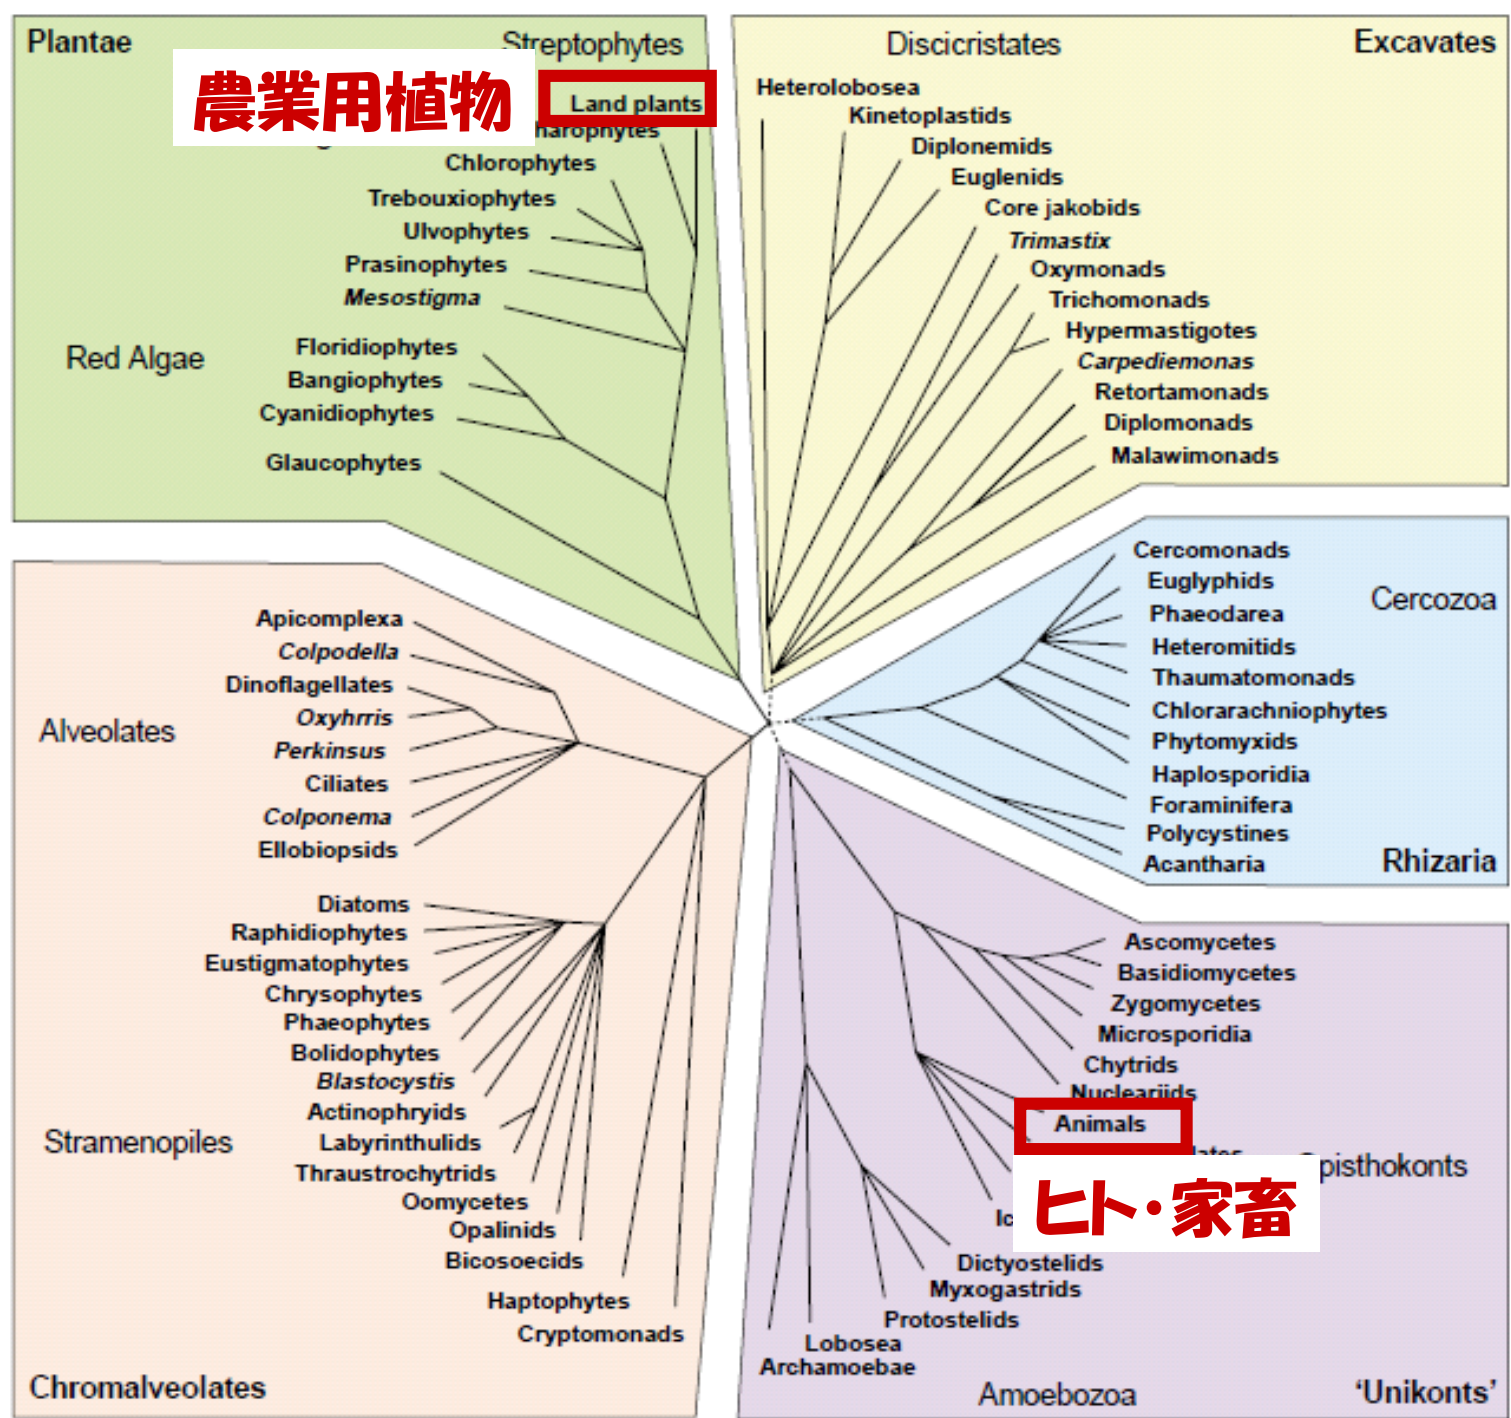 Plantae
Streptophytes
農業用植物
Land plants
Chlorophytes
Trebouxiophytes
Ulvophytes
Prasinophytes
Mesostigma
Red Algae
Floridiophytes
Bangiophytes
Cyanidiophytes
Glaucophytes
Discicristates
Excavates
Heterolobosea
Kinetoplastids
Diplonemids
Euglenids
Core jakobids
Trimastix
Oxymonads
Trichomonads
Hypermastigotes
Carpediemonas
Retortamonads
Diplomonads
Malawimonads
Cercomonads
Euglyphids
Cercozoa
Phaeodarea
Heteromitids
Thaumatomonads
Chlorarachniophytes
Phytomyxids
Haplosporidia
Foraminifera
Polycystines
Acantharia
Rhizaria
Apicomplexa
Colpodella
Dinoflagellates
Oxyhrris
Alveolates
Perkinsus
Ciliates
Colponema
Ellobiopsids
Diatoms
Raphidiophytes
Eustigmatophytes
Chrysophytes
Phaeophytes
Bolidophytes
Blastocystis
Actinophryids
Stramenopiles
Labyrinthulids
Thraustrochytrids
Oomycetes
Opalinids
Bicosoecids
Haptophytes
Cryptomonads
Chromalveolates
Ascomycetes
Basidiomycetes
Zygomycetes
Microsporidia
Chytrids
Nucleariids
Animals
Opisthokonts
ヒト・家畜
Dictyostelids
Myxogastrids
Protostelids
Lobosea
Archamoebae
Amoebozoa
‘Unikonts’